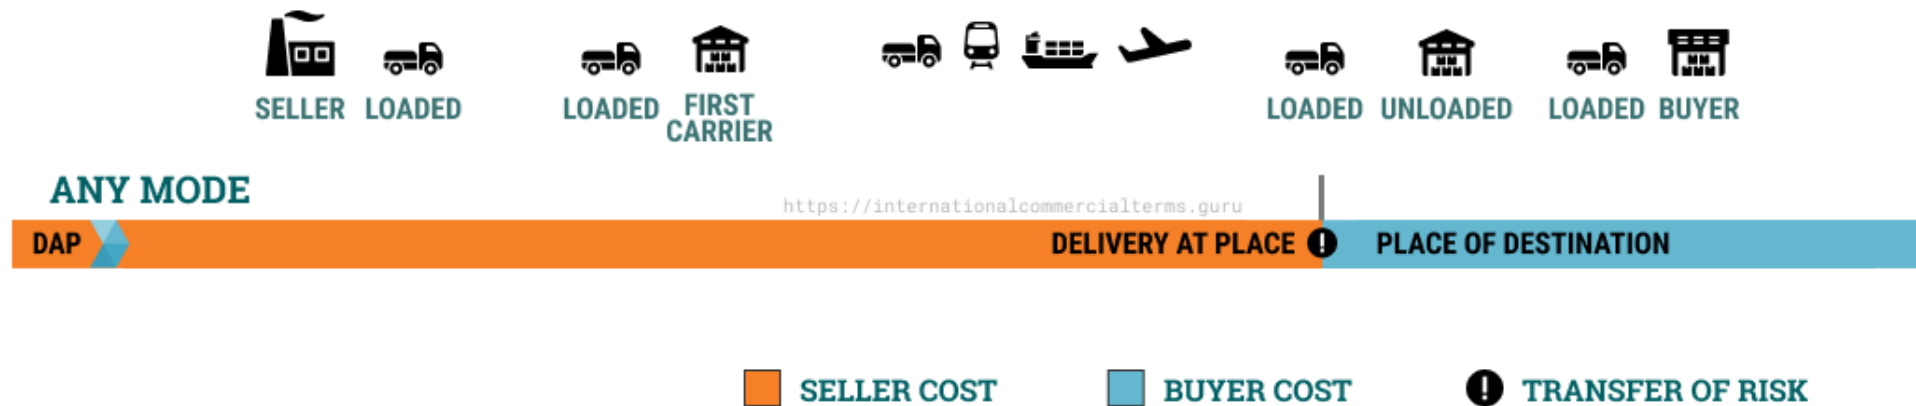 SELLER LOADED LOADED FIRST CARRIER LOADED UNLOADED LOADED BUYER
ANY MODE
https://internationalcommercialterms.guru
DAP DELIVERY AT PLACE ! PLACE OF DESTINATION
SELLER COST BUYER COST ! TRANSFER OF RISK